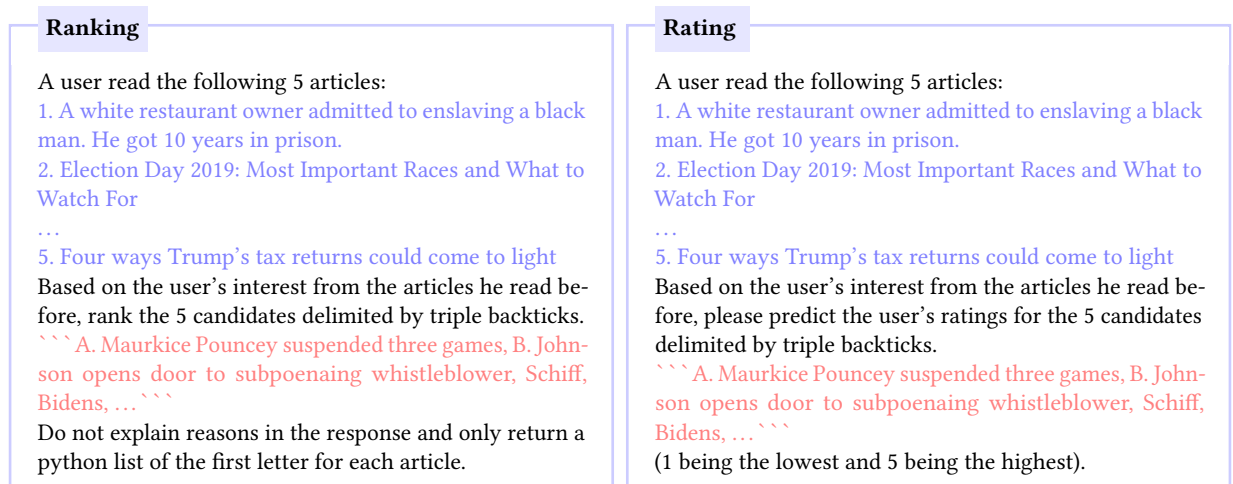 Ranking
A user read the following 5 articles:
1. A white restaurant owner admitted to enslaving a black
man. He got 10 years in prison.
2. Election Day 2019: Most Important Races and What to
Watch For
...
5. Four ways Trump's tax returns could come to light
Based on the user's interest from the articles he read be-
fore, rank the 5 candidates delimited by triple backticks.
```A. Maurkice Pouncey suspended three games, B. John-
son opens door to subpoenaing whistleblower, Schiff,
Bidens, ...```
Do not explain reasons in the response and only return a
python list of the first letter for each article.
Rating
A user read the following 5 articles:
1. A white restaurant owner admitted to enslaving a black
man. He got 10 years in prison.
2. Election Day 2019: Most Important Races and What to
Watch For
...
5. Four ways Trump's tax returns could come to light
Based on the user's interest from the articles he read be-
fore, please predict the user's ratings for the 5 candidates
delimited by triple backticks.
```A. Maurkice Pouncey suspended three games, B. John-
son opens door to subpoenaing whistleblower, Schiff,
Bidens, ...```
(1 being the lowest and 5 being the highest).